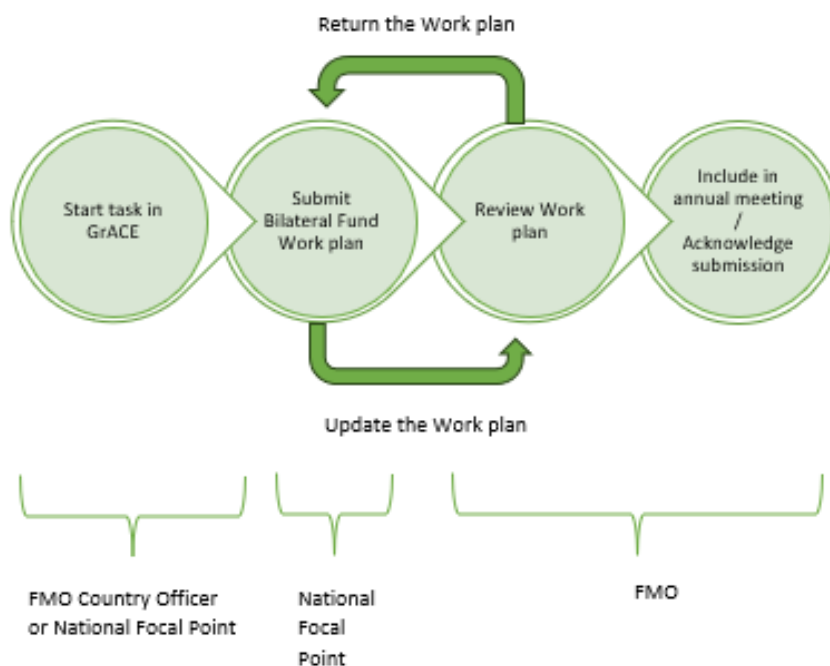 Return the Work plan
Start task in
GrACE
Submit
Bilateral Fund
Work plan
Review Work
plan
Include in
annual meeting
/
Acknowledge
submission
Update the Work plan
FMO Country Officer
or National Focal Point
National
Focal
Point
FMO